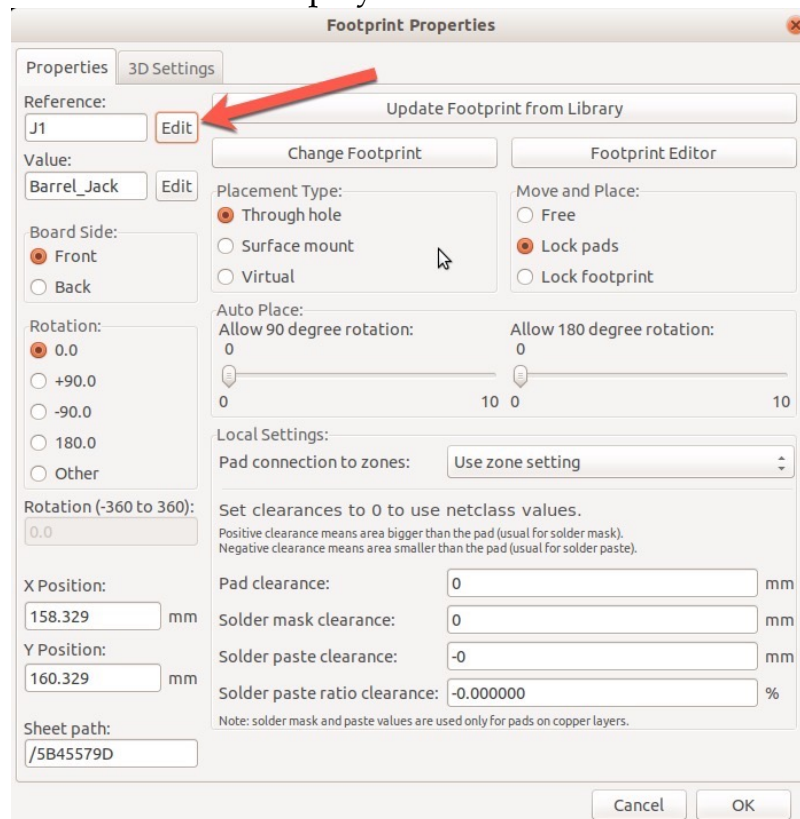 Footprint Properties
Properties 3D Settings
Reference:
J1 Edit
Update Footprint from Library
Value:
Barrel_Jack Edit
Change Footprint Footprint Editor
Board Side:
Front
Back
Placement Type:
Through hole
Surface mount
Virtual
Move and Place:
Free
Lock pads
Lock footprint
Rotation:
0.0
+90.0
-90.0
180.0
Other
Auto Place:
Allow 90 degree rotation: Allow 180 degree rotation:
0 0
0 10 0 10
Rotation (-360 to 360):
0.0
X Position:
158.329 mm
Y Position:
160.329 mm
Sheet path:
/5B45579D
Local Settings:
Pad connection to zones: Use zone setting
Set clearances to 0 to use netclass values.
Positive clearance means area bigger than the pad (usual for solder mask).
Negative clearance means area smaller than the pad (usual for solder paste).
Pad clearance: 0 mm
Solder mask clearance: 0 mm
Solder paste clearance: -0 mm
Solder paste ratio clearance: -0.000000 %
Note: solder mask and paste values are used only for pads on copper layers.
Cancel OK